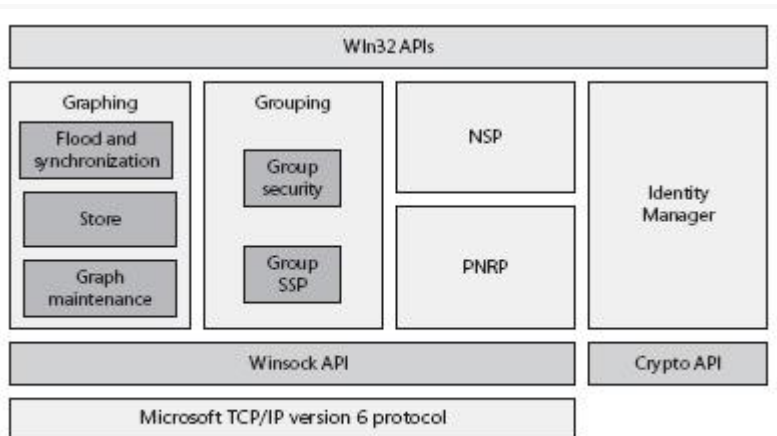 WIn32 APIs
Graphing
Flood and
synchronization
Store
Graph
maintenance
Grouping
Group
security
Group
SSP
NSP
PNRP
Identity
Manager
Winsock API
Crypto API
Microsoft TCP/IP version 6 protocol